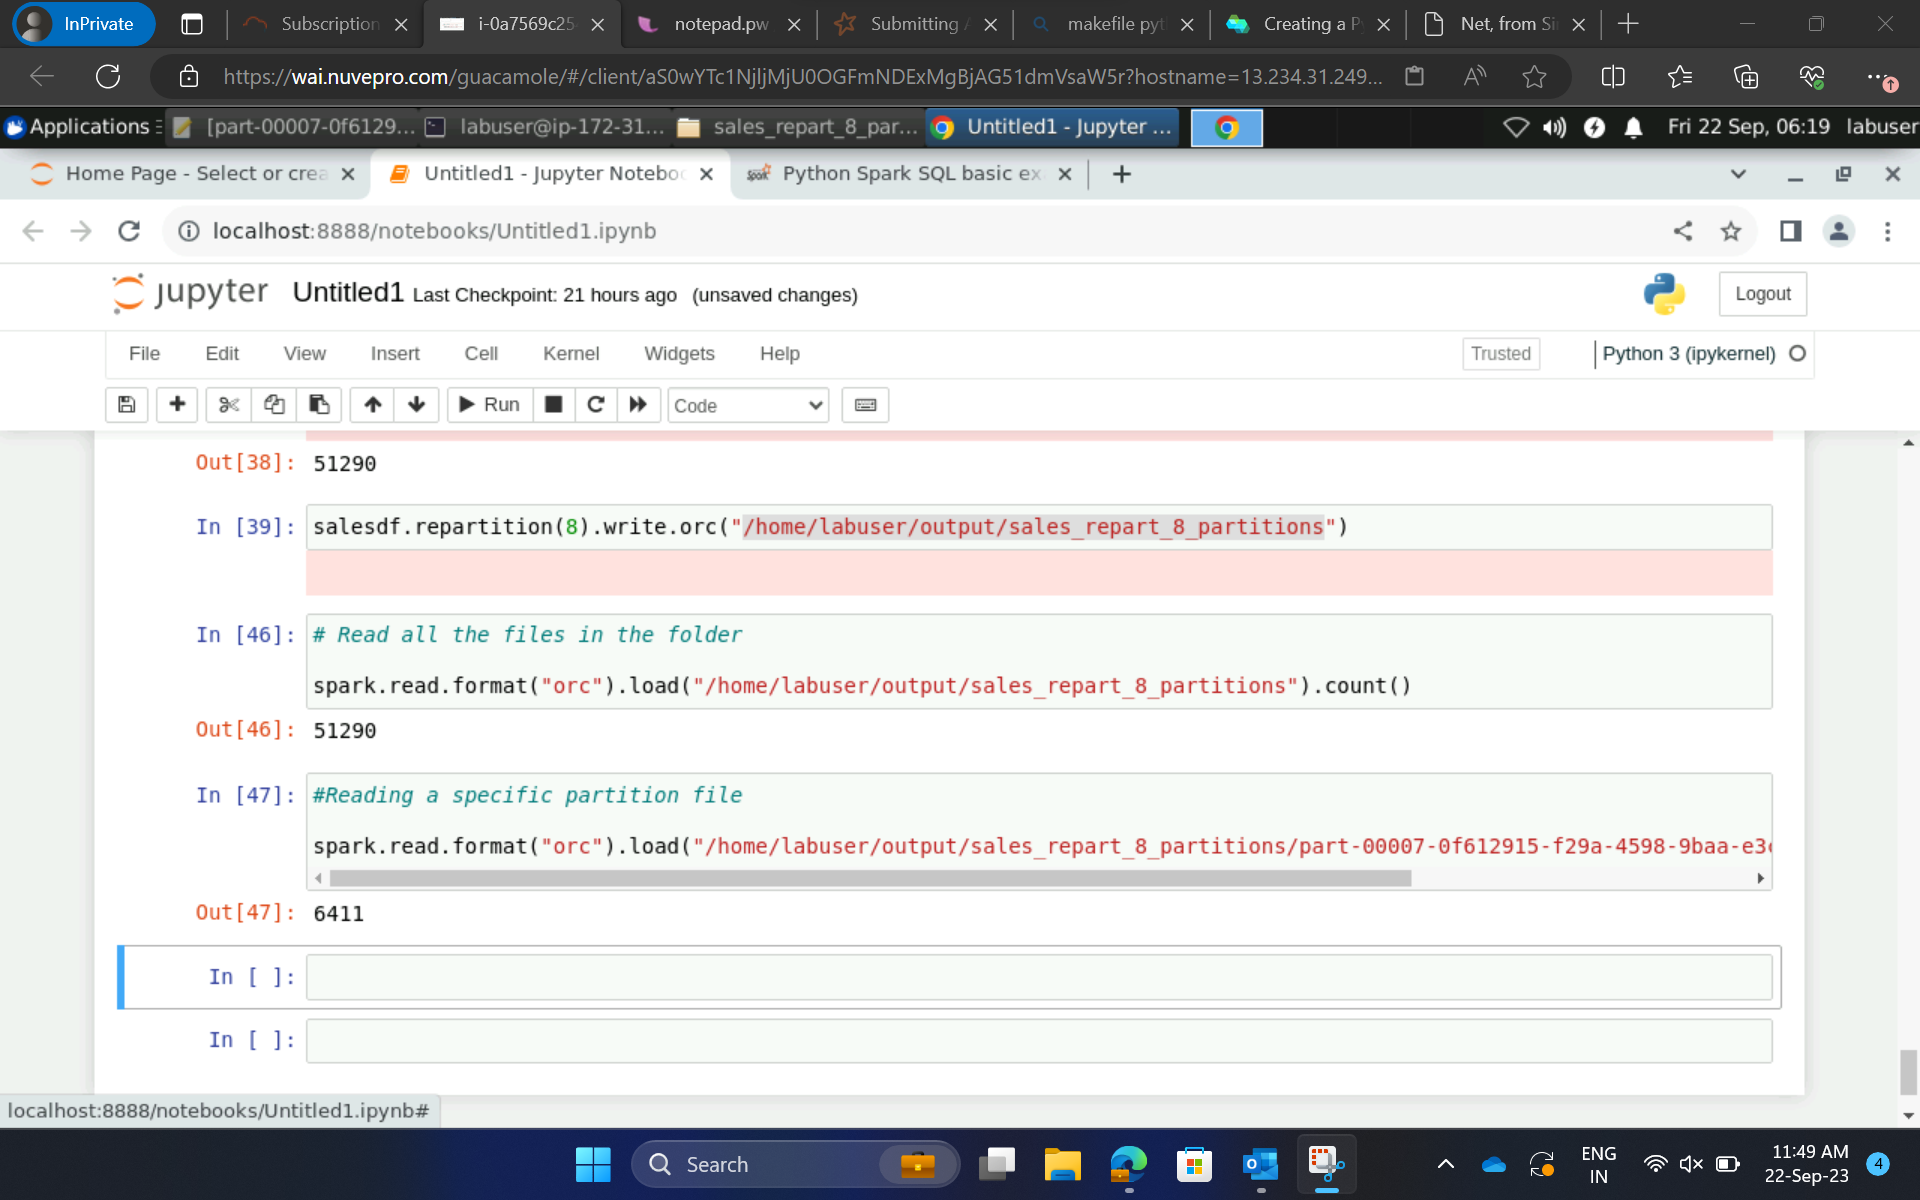 InPrivate
Subscription
i-0a7569c25
notepad.pw
Submitting A
makefile pyt
Creating a P
Net, from Si
https://wai.nuvepro.com/guacamole/#/client/aS0wYTc1NjljMjU0OGFmNDExMgBjAG51dmVsaW5r?hostname=13.234.31.249...
Applications
[part-00007-0f6129...
labuser@ip-172-31...
sales_repart_8_par...
Untitled1 - Jupyter ...
Fri 22 Sep, 06:19
labuser
Home Page - Select or crea
Untitled1 - Jupyter Noteboo
Python Spark SQL basic ex
localhost:8888/notebooks/Untitled1.ipynb
jupyter
Untitled1 Last Checkpoint: 21 hours ago (unsaved changes)
Logout
File Edit View Insert Cell Kernel Widgets Help
Trusted
Python 3 (ipykernel)
Run
Code
Out[38]: 51290
In [39]: salesdf.repartition(8).write.orc("/home/labuser/output/sales_repart_8_partitions")
In [46]: # Read all the files in the folder
spark.read.format("orc").load("/home/labuser/output/sales_repart_8_partitions").count()
Out[46]: 51290
In [47]: #Reading a specific partition file
spark.read.format("orc").load("/home/labuser/output/sales_repart_8_partitions/part-00007-0f612915-f29a-4598-9baa-e3c
Out[47]: 6411
In [ ]:
In [ ]:
localhost:8888/notebooks/Untitled1.ipynb#
Search
ENG
IN
11:49 AM
22-Sep-23
4